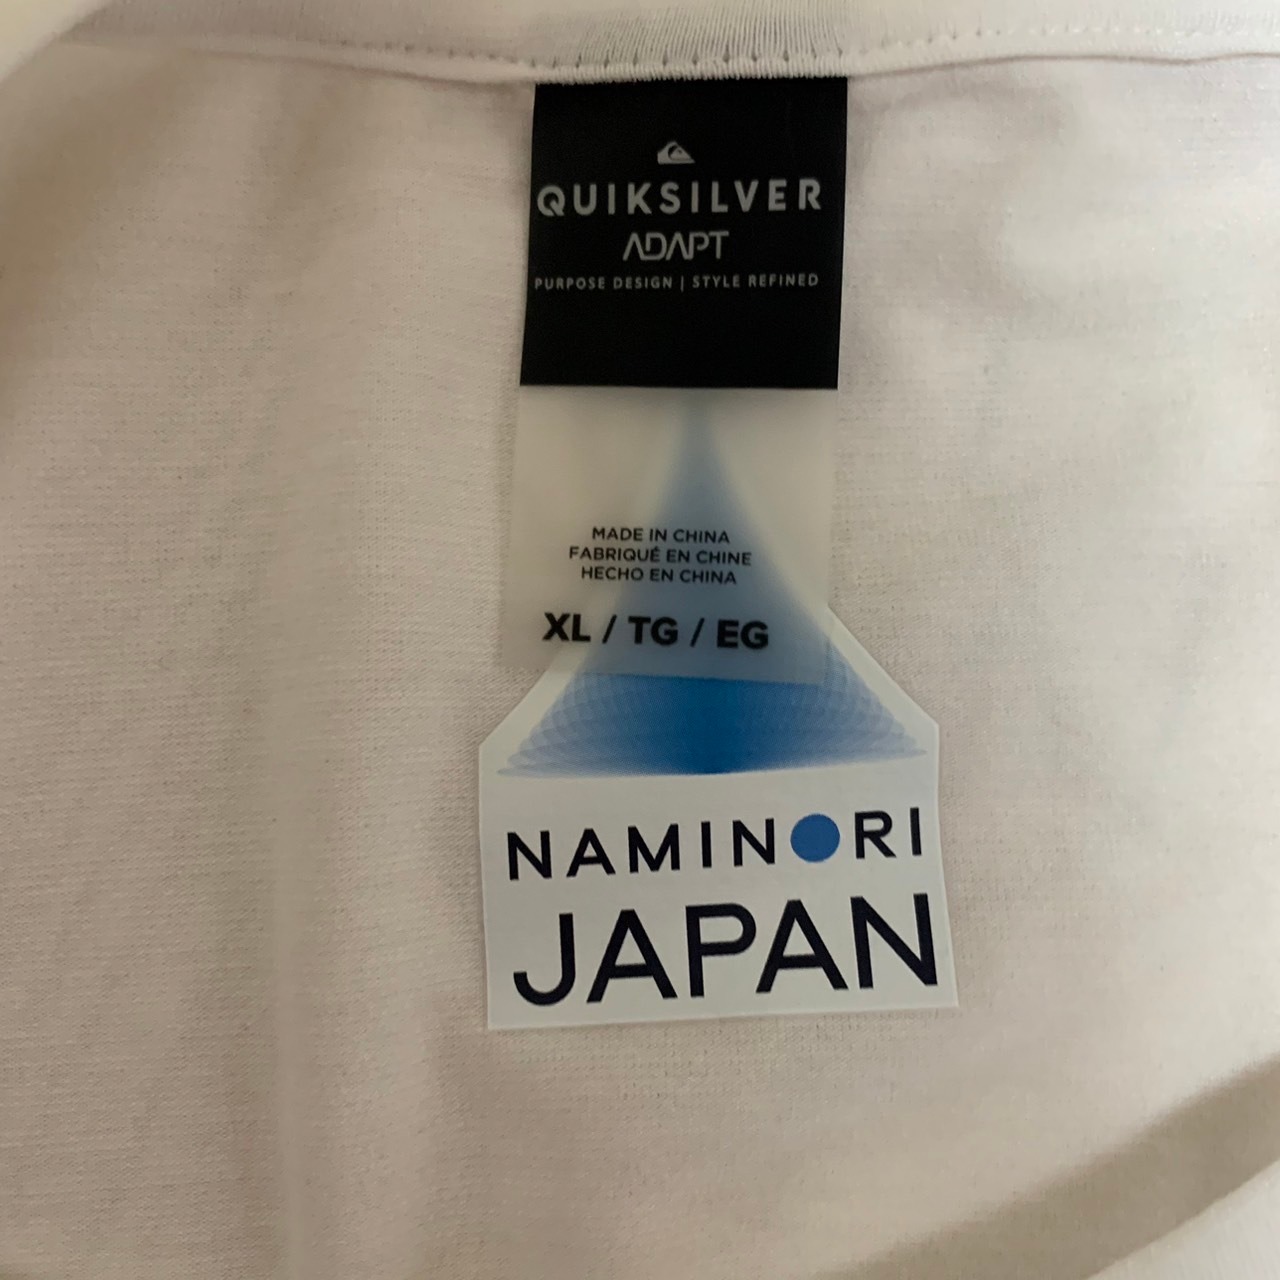 QUIKSILVER
ADAPT
PURPOSE DESIGN | STYLE REFINED
MADE IN CHINA
FABRIQUÉ EN CHINE
HECHO EN CHINA
XL / TG / EG
NAMINORI
JAPAN